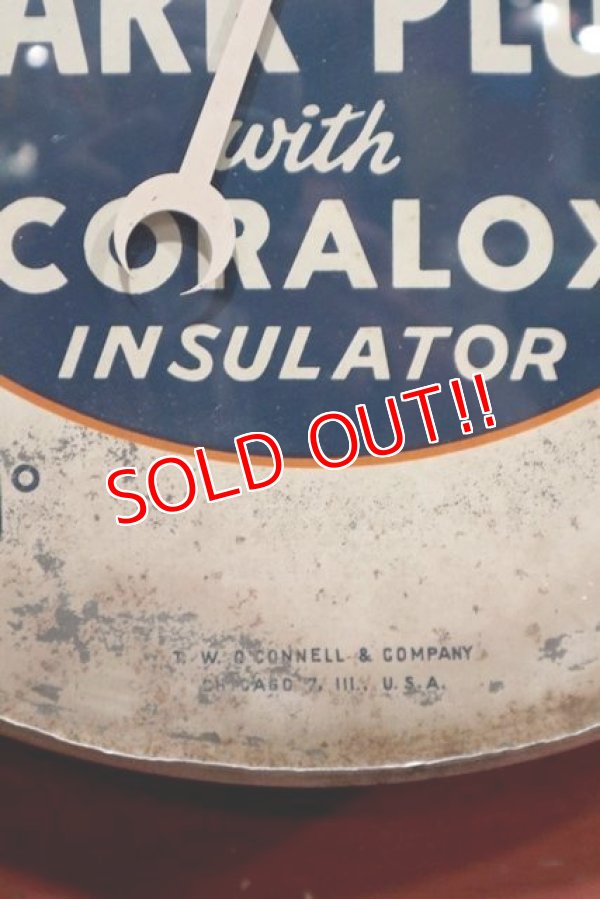 ARK PLU
with
CORALOX
INSULATOR
SOLD OUT!!
O
T. W. O'CONNELL & COMPANY
CHICAGO 7, ILL., U.S.A.